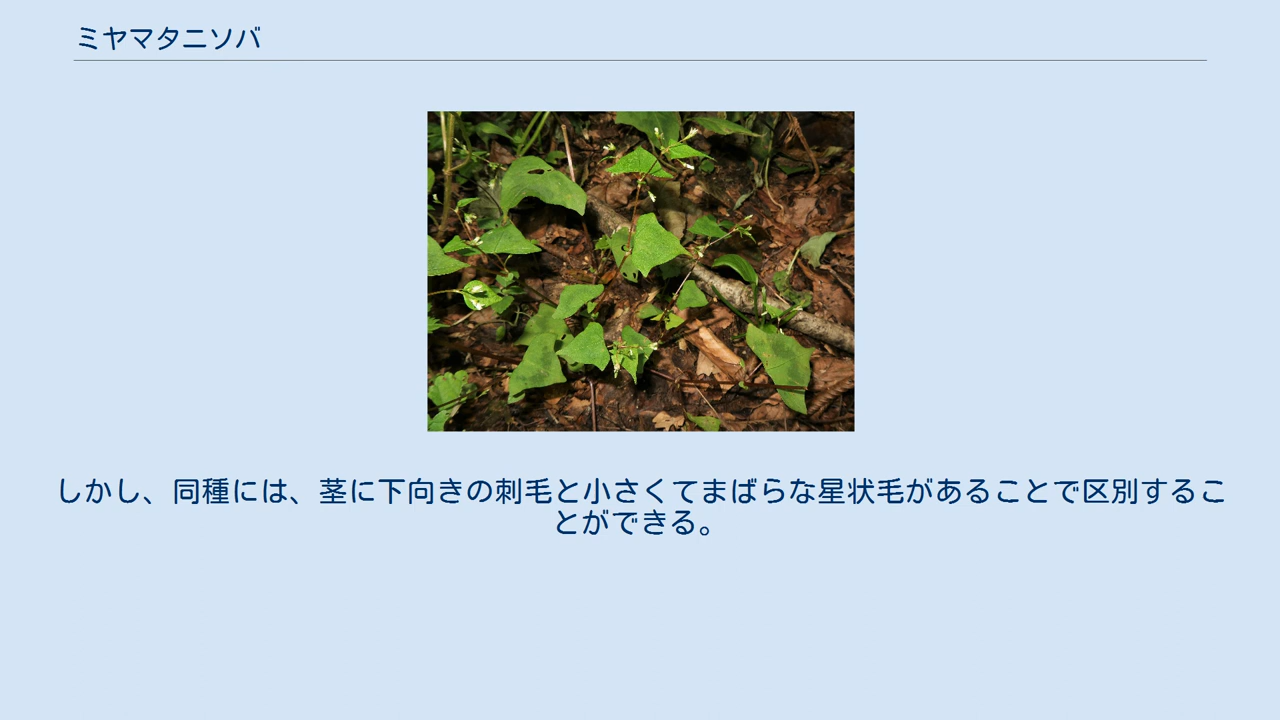 ミヤマタニソバ
しかし、同種には、茎に下向きの刺毛と小さくてまばらな星状毛があることで区別するこ
とができる。